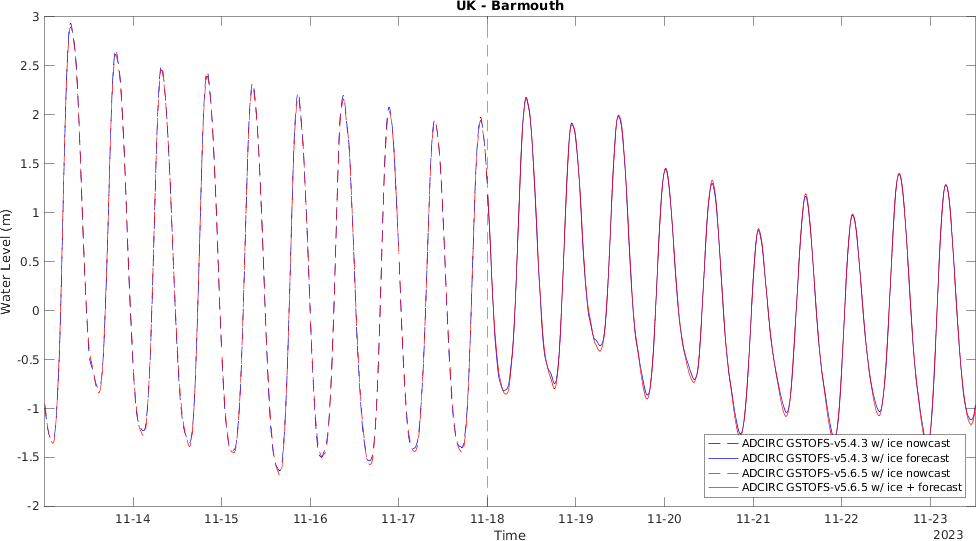 UK - Barmouth
3
2.5
2
1.5
1
0.5
0
-0.5
-1
-1.5
-2
Water Level (m)
11-14 11-15 11-16 11-17 11-18 11-19 11-20 11-21 11-22 11-23
Time
2023
ADCIRC GSTOFS-v5.4.3 w/ ice nowcast
ADCIRC GSTOFS-v5.4.3 w/ ice forecast
ADCIRC GSTOFS-v5.6.5 w/ ice nowcast
ADCIRC GSTOFS-v5.6.5 w/ ice + forecast